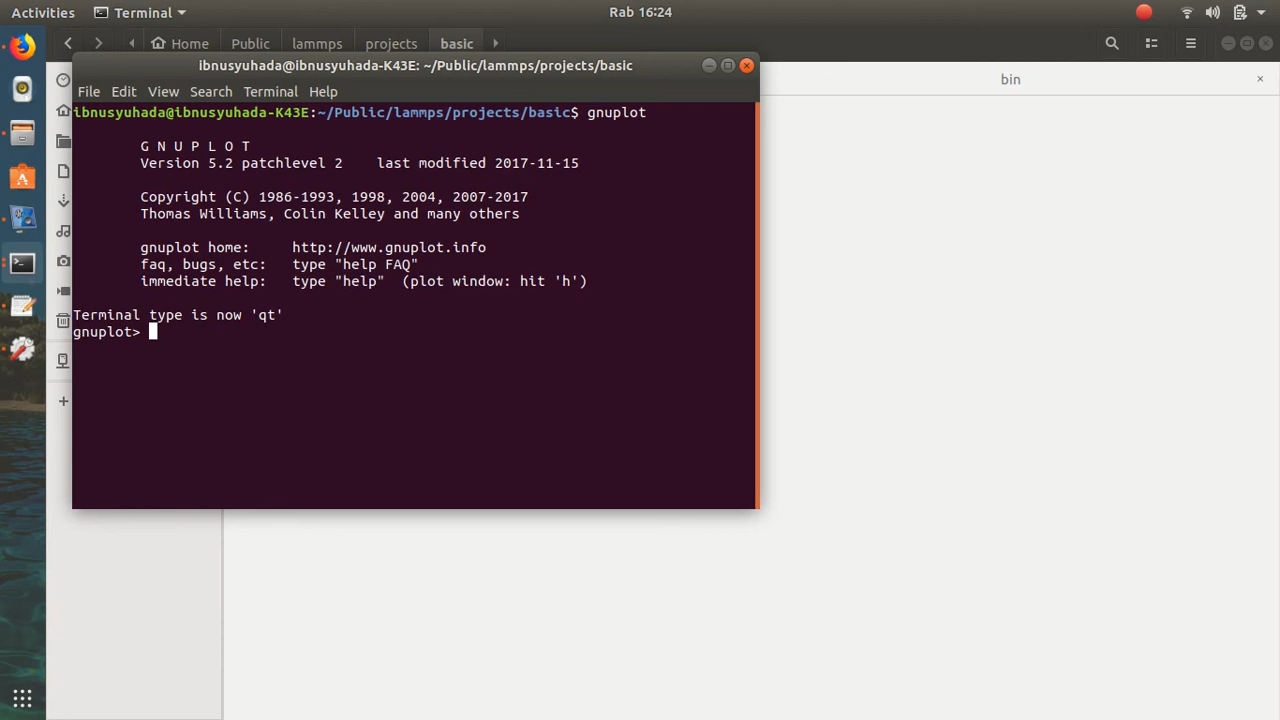 Activities Terminal Rab 16:24
Home Public lammps projects basic
ibnusyuhada@ibnusyuhada-K43E: ~/Public/lammps/projects/basic
bin
File Edit View Search Terminal Help
ibnusyuhada@ibnusyuhada-K43E:~/Public/lammps/projects/basic$ gnuplot
G N U P L O T
Version 5.2 patchlevel 2    last modified 2017-11-15
Copyright (C) 1986-1993, 1998, 2004, 2007-2017
Thomas Williams, Colin Kelley and many others
gnuplot home:     http://www.gnuplot.info
faq, bugs, etc:   type "help FAQ"
immediate help:   type "help"  (plot window: hit 'h')
Terminal type is now 'qt'
gnuplot>